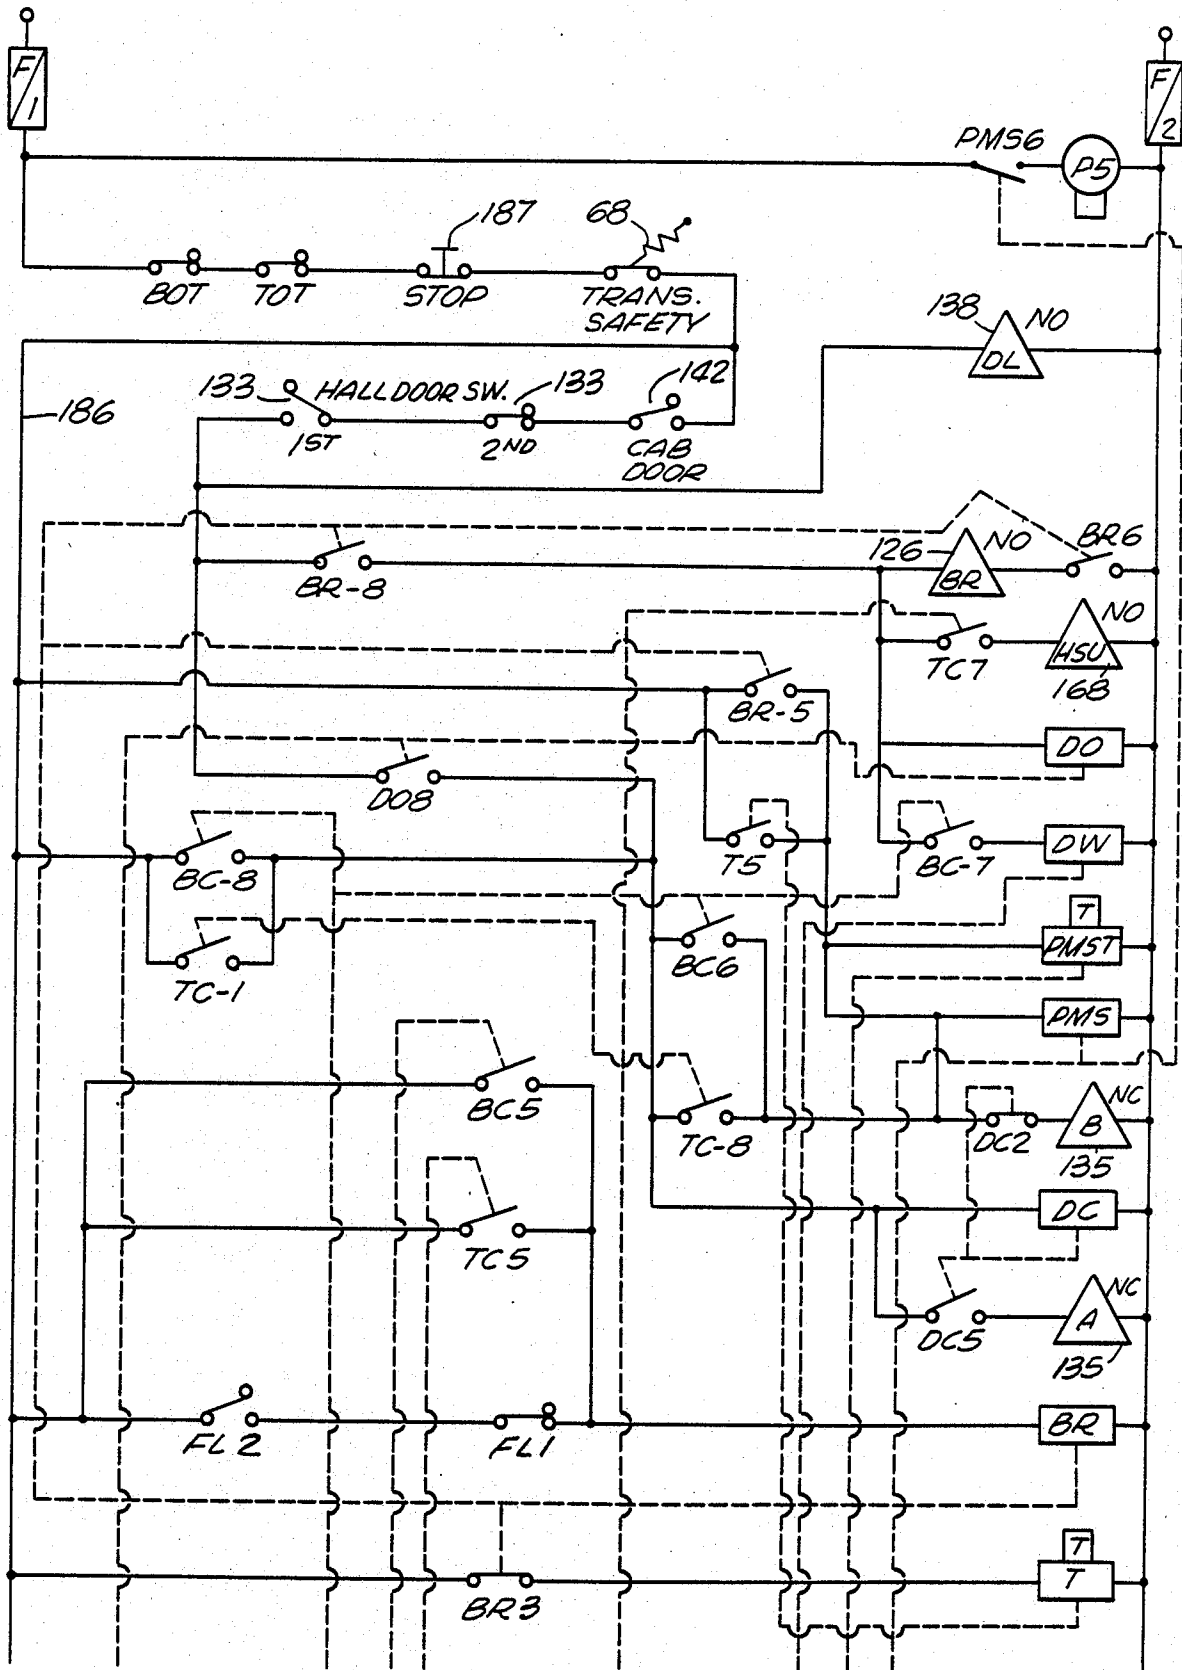 F/1
F/2
PMS6
P5
187
68
BOT
TOT
STOP
TRANS.
SAFETY
138
NO
DL
133
HALL DOOR SW.
133
142
186
1ST
2ND
CAB
DOOR
126
NO
BR6
BR
BR-8
NO
TC7
HSU
168
BR-5
DO
DO8
BC-8
T5
BC-7
DW
T
PMST
BC6
TC-1
PMS
BC5
NC
B
TC-8
DC2
135
DC
TC5
NC
A
DC5
135
FL2
FL1
BR
T
T
BR3